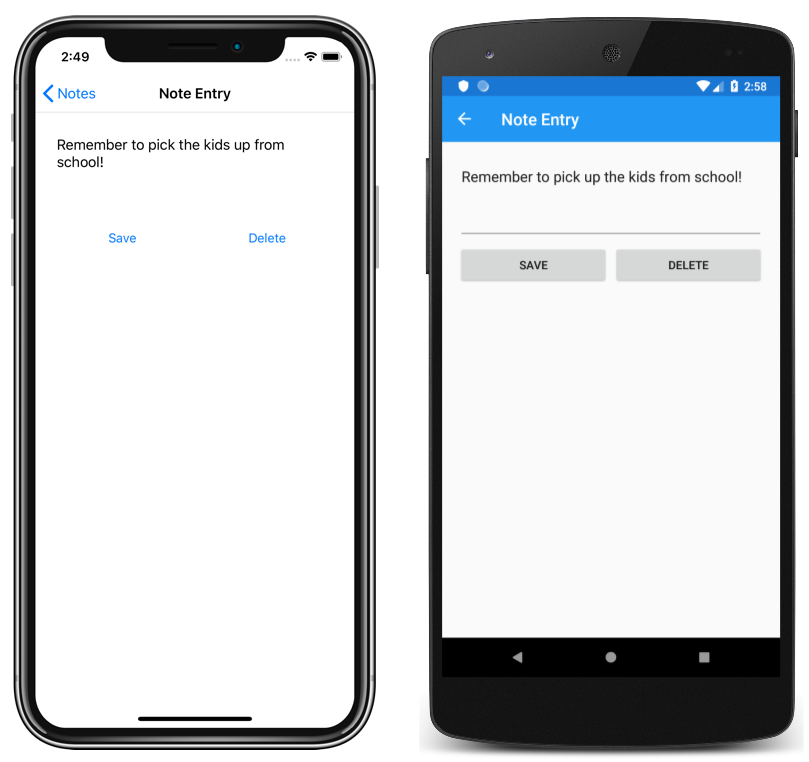 2:49
Notes
Note Entry
Remember to pick the kids up from
school!
Save
Delete
2:58
Note Entry
Remember to pick up the kids from school!
SAVE
DELETE